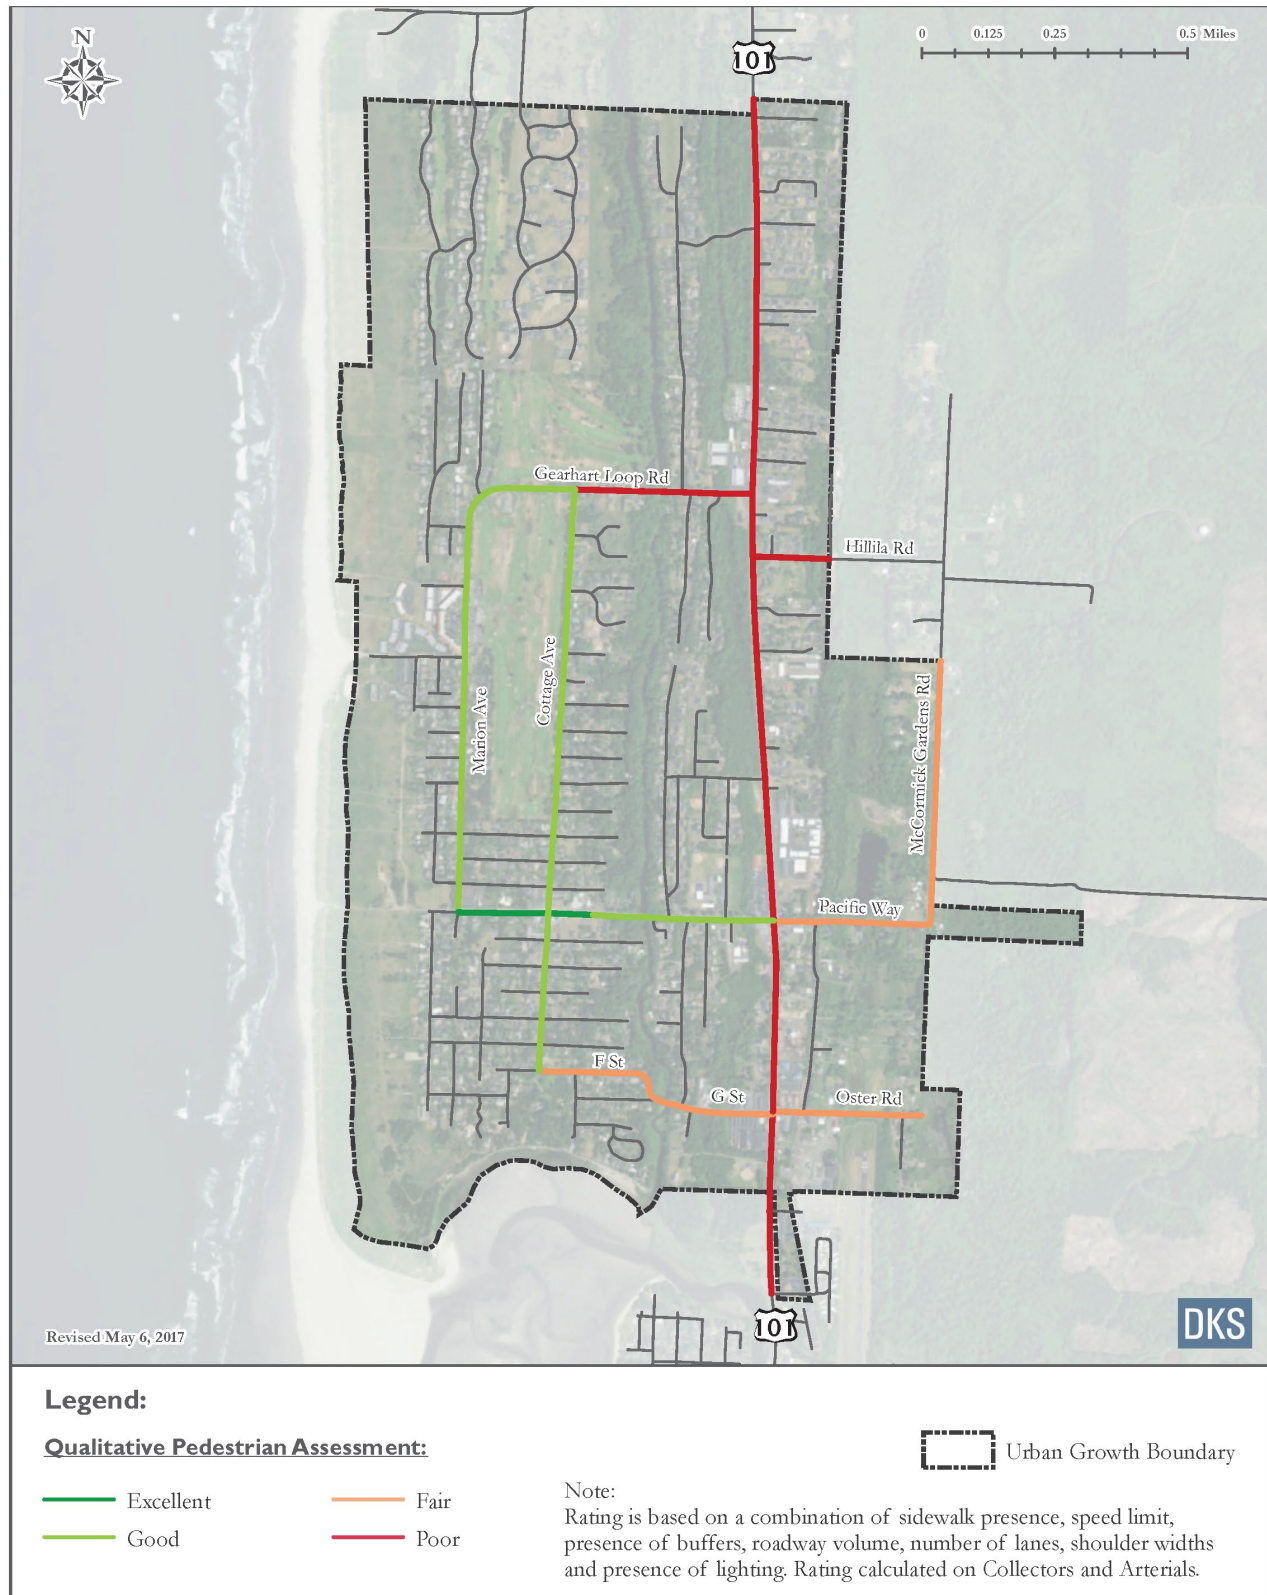 N
101
0 0.125 0.25 0.5 Miles
Gearhart Loop Rd
Hillila Rd
Marion Ave
Cottage Ave
McCormick Gardens Rd
Pacific Way
F St
G St
Oster Rd
101
Revised May 6, 2017
DKS
Legend:
Qualitative Pedestrian Assessment:
Excellent
Good
Fair
Poor
Urban Growth Boundary
Note:
Rating is based on a combination of sidewalk presence, speed limit,
presence of buffers, roadway volume, number of lanes, shoulder widths
and presence of lighting. Rating calculated on Collectors and Arterials.